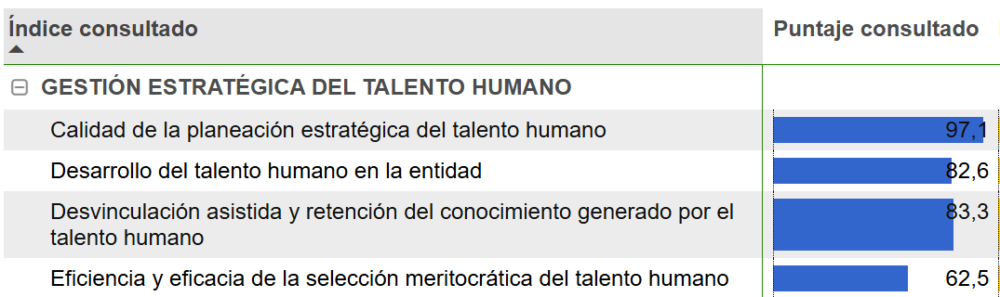 Índice consultado Puntaje consultado
GESTIÓN ESTRATÉGICA DEL TALENTO HUMANO
Calidad de la planeación estratégica del talento humano 97,1
Desarrollo del talento humano en la entidad 82,6
Desvinculación asistida y retención del conocimiento generado por el 83,3
talento humano
Eficiencia y eficacia de la selección meritocrática del talento humano 62,5